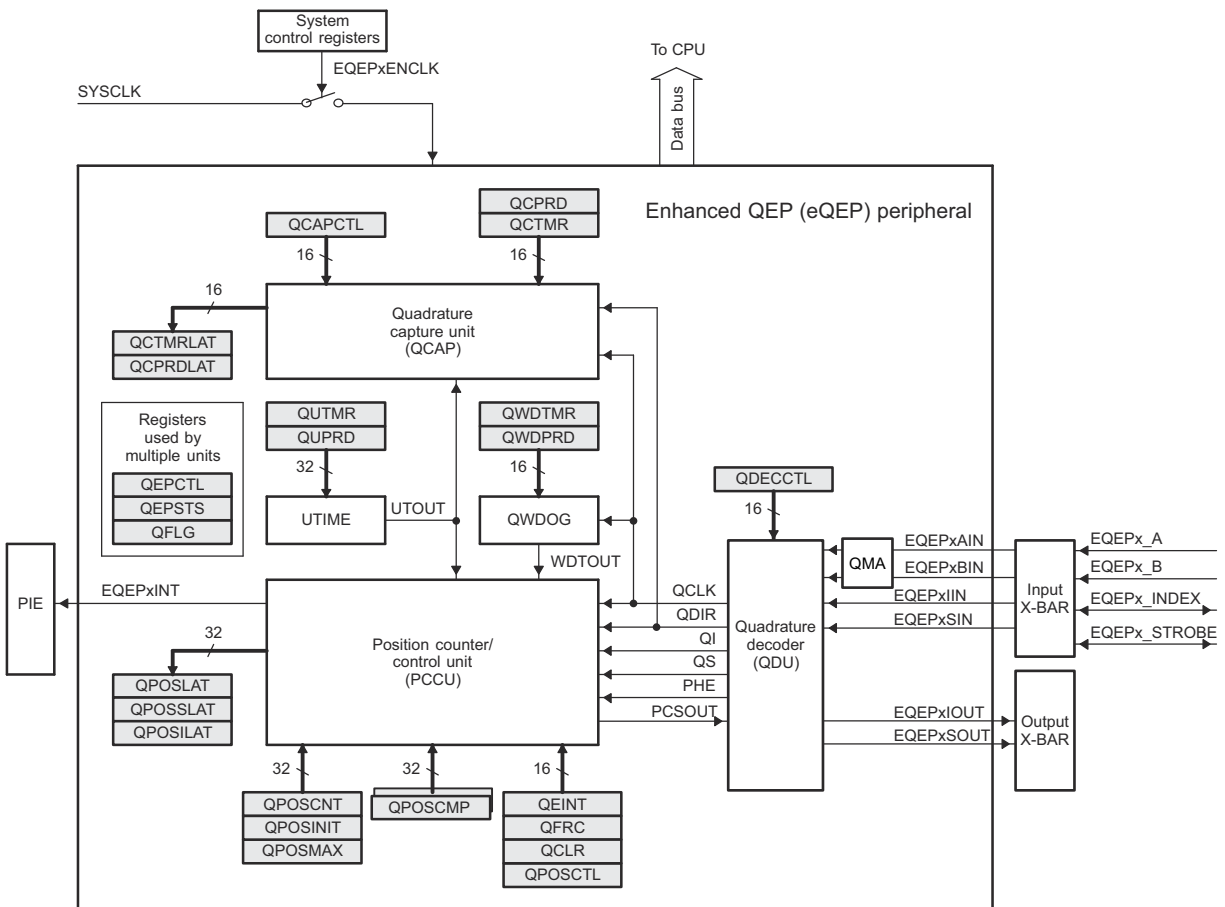 System
control registers
To CPU
EQEPxENCLK
SYSCLK
Data bus
Enhanced QEP (eQEP) peripheral
QCPRD
QCTMR
QCAPCTL
16
16
16
Quadrature
capture unit
(QCAP)
QCTMRLAT
QCPRDLAT
Registers
used by
multiple units
QEPCTL
QEPSTS
QFLG
QUTMR
QUPRD
32
UTIME
UTOUT
QWDTMR
QWDPRD
16
QWDOG
WDTOUT
QDECCTL
16
PIE
EQEPxINT
32
QPOSLAT
QPOSSLAT
QPOSILAT
Position counter/
control unit
(PCCU)
QCLK
QDIR
QI
QS
PHE
PCSOUT
Quadrature
decoder
(QDU)
QMA
EQEPxAIN
EQEPxBIN
EQEPxIIN
EQEPxSIN
EQEPxIOUT
EQEPxSOUT
Input
X-BAR
EQEPx_A
EQEPx_B
EQEPx_INDEX
EQEPx_STROBE
Output
X-BAR
32
32
16
QPOSCNT
QPOSINIT
QPOSMAX
QPOSCMP
QEINT
QFRC
QCLR
QPOSCTL